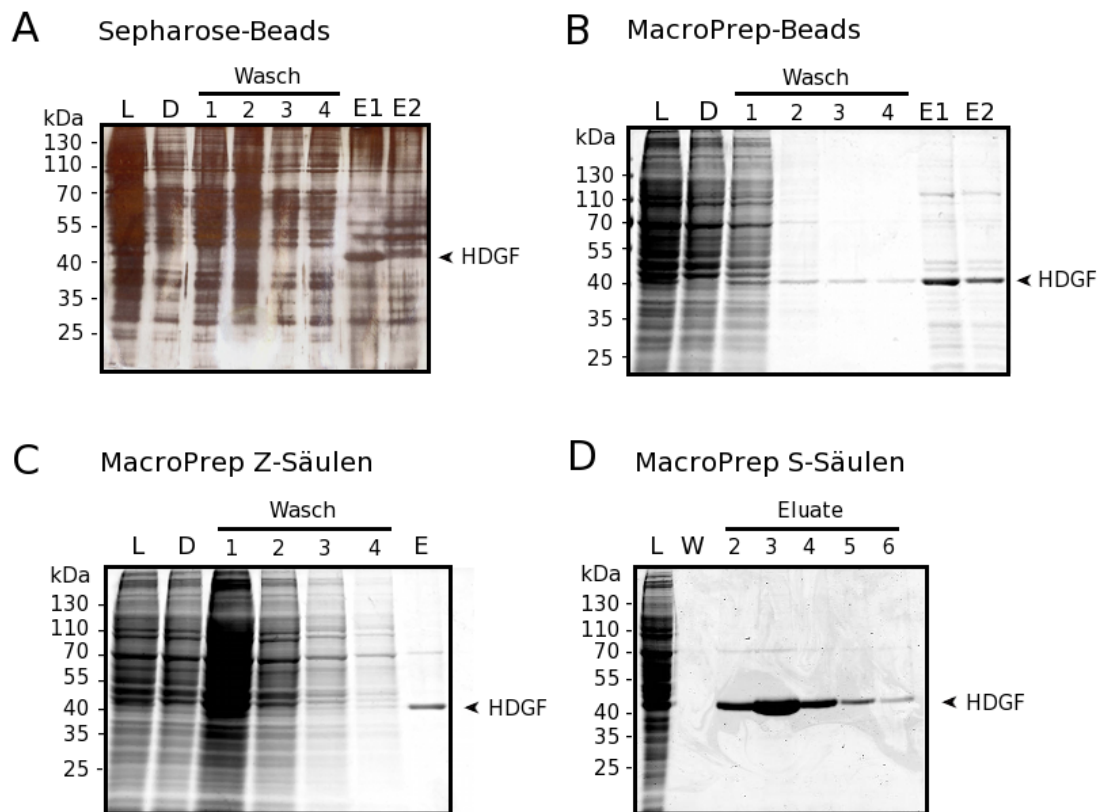 A Sepharose-Beads
Wasch
L D 1 2 3 4 E1 E2
kDa
130
110
70
55
40
35
25
HDGF
B MacroPrep-Beads
Wasch
L D 1 2 3 4 E1 E2
kDa
130
110
70
55
40
35
25
HDGF
C MacroPrep Z-Säulen
Wasch
L D 1 2 3 4 E
kDa
130
110
70
55
40
35
25
HDGF
D MacroPrep S-Säulen
Eluate
L W 2 3 4 5 6
kDa
130
110
70
55
40
35
25
HDGF